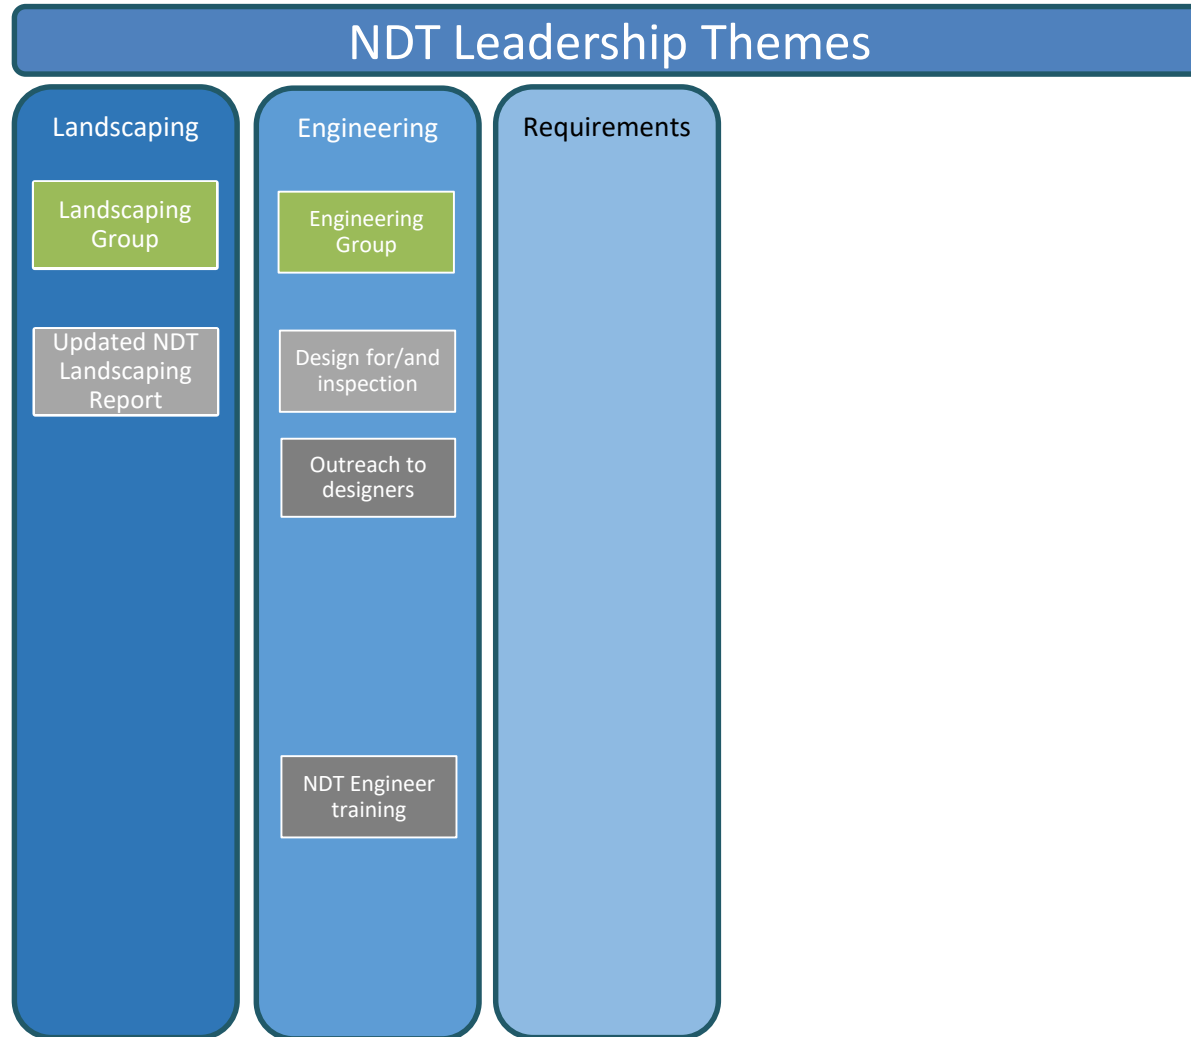 NDT Leadership Themes
Landscaping
Landscaping
Group
Updated NDT
Landscaping
Report
Engineering
Engineering
Group
Design for/and
inspection
Outreach to
designers
NDT Engineer
training
Requirements